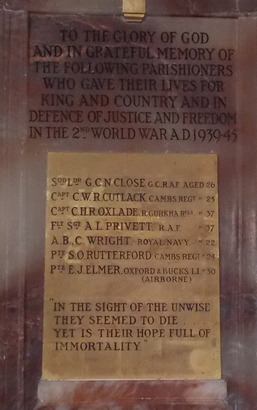 TO THE GLORY OF GOD
AND IN GRATEFUL MEMORY OF
THE FOLLOWING PARISHIONERS
WHO GAVE THEIR LIVES FOR
KING AND COUNTRY AND IN
DEFENCE OF JUSTICE AND FREEDOM
IN THE 2ND WORLD WAR A.D 1939-45
SQDN LDR G.C.N. CLOSE G.C. R.A.F. AGED 26
CAPT C.W.R. CUTLACK CAMBS REGT " 25
CAPT C.H.R. OXLADE, GURKHA " 37
FLT SGT A.L. PRIVETT, R.A.F. " 37
A.B., C. WRIGHT, ROYAL NAVY. " 22
PTE S.O. RUTTERFORD CAMBS REGT " 24
PTE E.J. ELMER, OXFORD & BUCKS. L.I. " 30
(AIRBORNE)
"IN THE SIGHT OF THE UNWISE
THEY SEEMED TO DIE . .
YET IS THEIR HOPE FULL OF
IMMORTALITY."